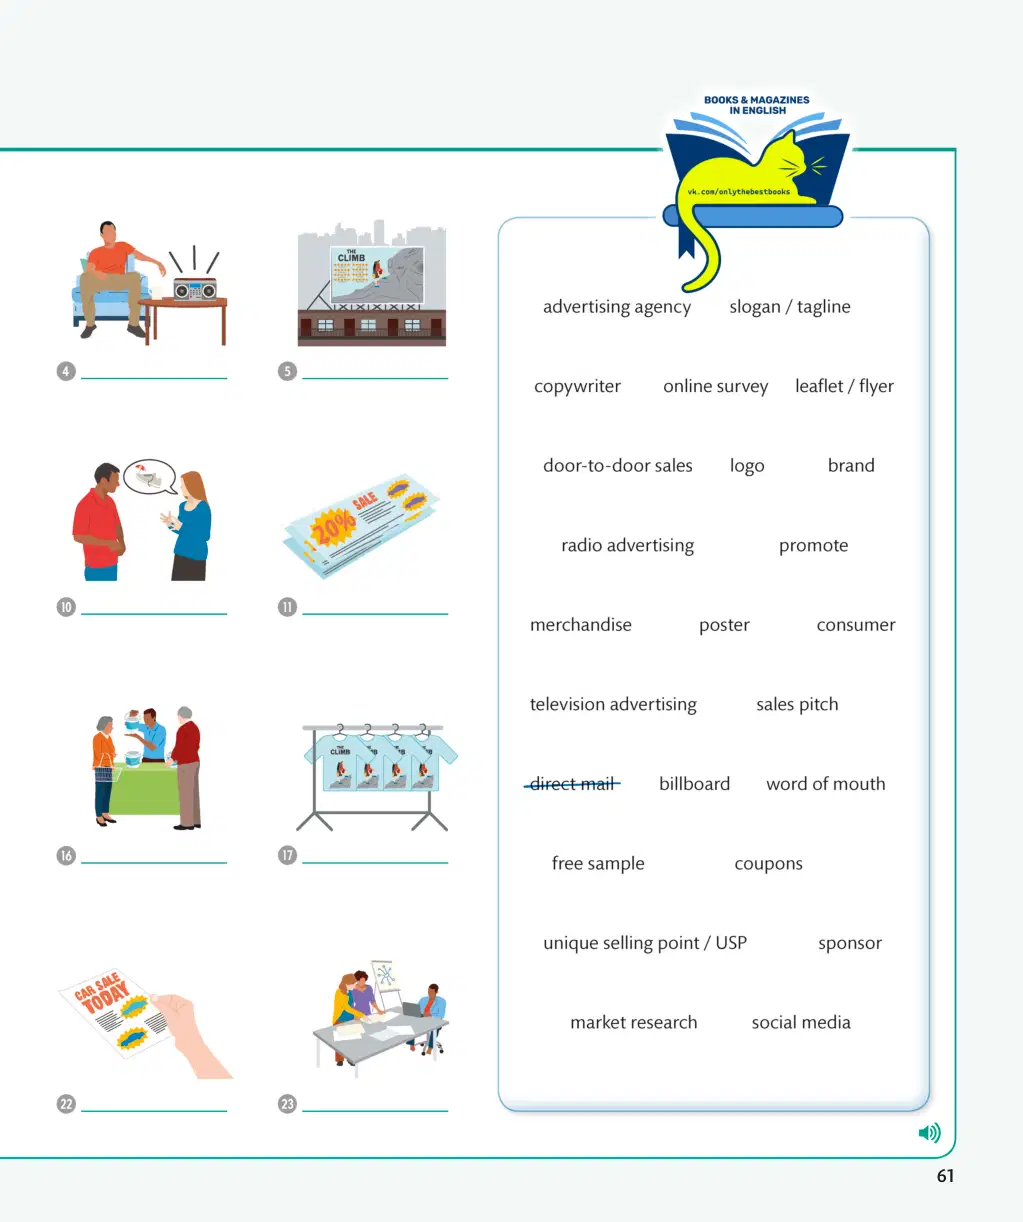 BOOKS & MAGAZINES
IN ENGLISH
vk.com/onlythebestbooks
THE
CLIMB
4
5
advertising agency slogan / tagline
copywriter online survey leaflet / flyer
door-to-door sales logo brand
20% SALE
10
11
radio advertising promote
merchandise poster consumer
television advertising sales pitch
THE
CLIMB
direct mail billboard word of mouth
16
17
free sample coupons
unique selling point / USP sponsor
CAR SALE
TODAY
market research social media
22
23
61